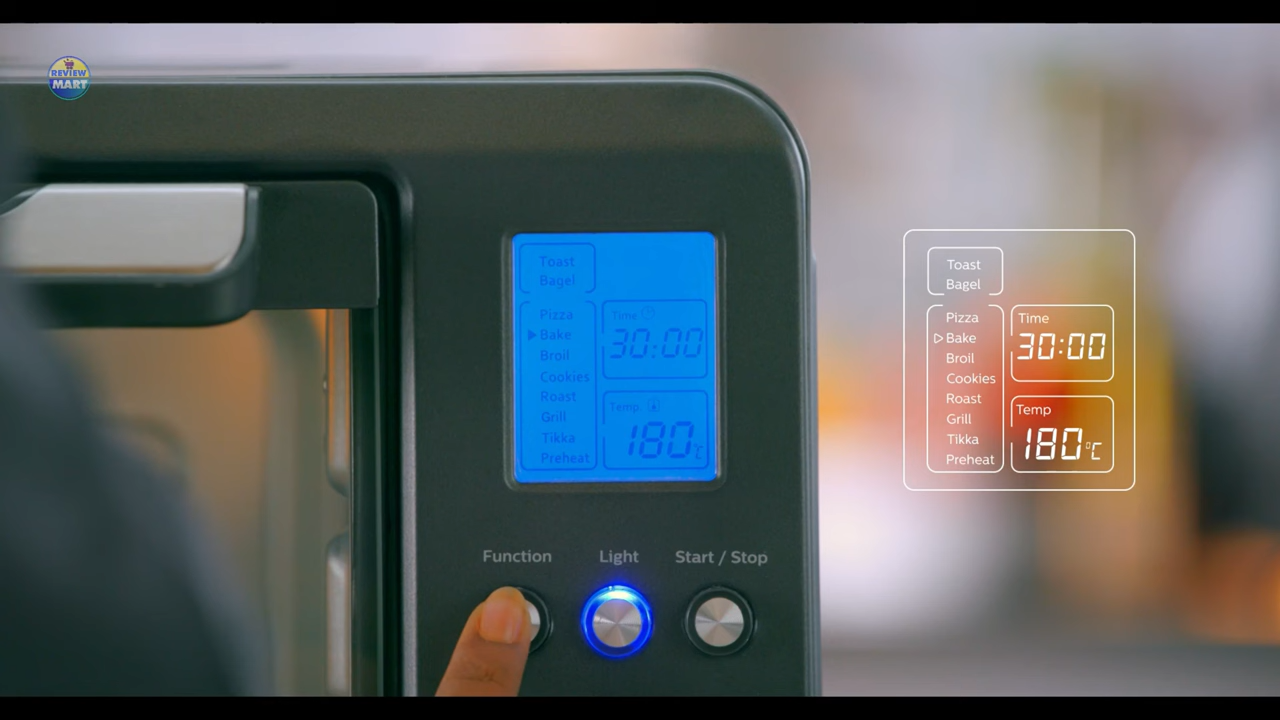 REVIEW
MART
Toast
Bagel
Pizza
Bake
Broil
Cookies
Roast
Grill
Tikka
Preheat
Time
30:00
Temp
180°C
Function
Light
Start / Stop
Toast
Bagel
Pizza
Bake
Broil
Cookies
Roast
Grill
Tikka
Preheat
Time
30:00
Temp
180°C